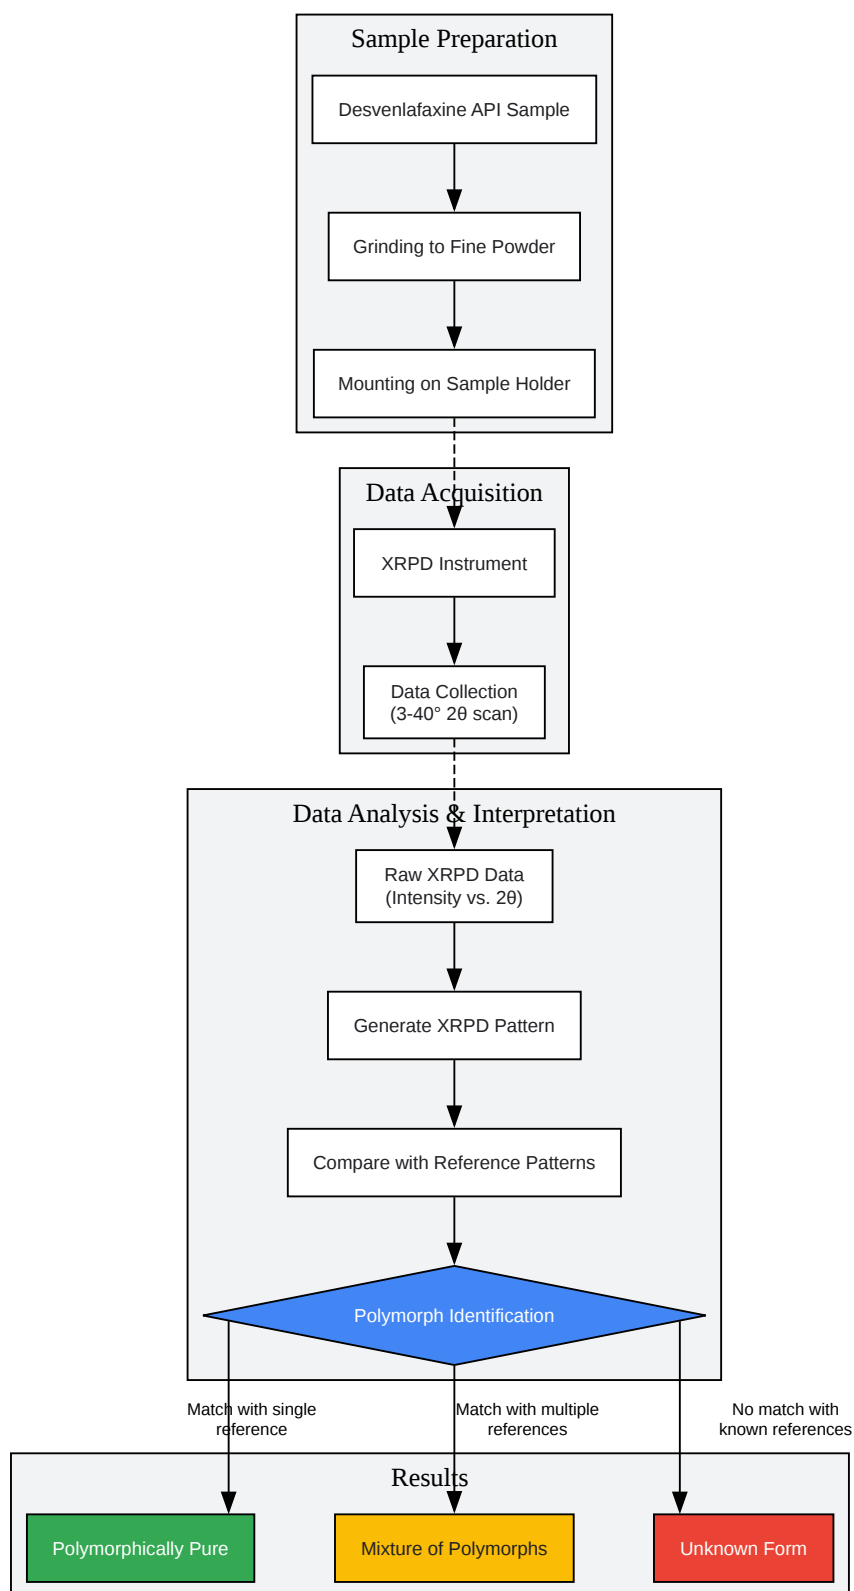 Sample Preparation
Desvenlafaxine API Sample
Grinding to Fine Powder
Mounting on Sample Holder
Data Acquisition
XRPD Instrument
Data Collection
(3-40° 2θ scan)
Data Analysis & Interpretation
Raw XRPD Data
(Intensity vs. 2θ)
Generate XRPD Pattern
Compare with Reference Patterns
Polymorph Identification
Match with single
reference
Match with multiple
references
No match with
known references
Results
Polymorphically Pure
Mixture of Polymorphs
Unknown Form